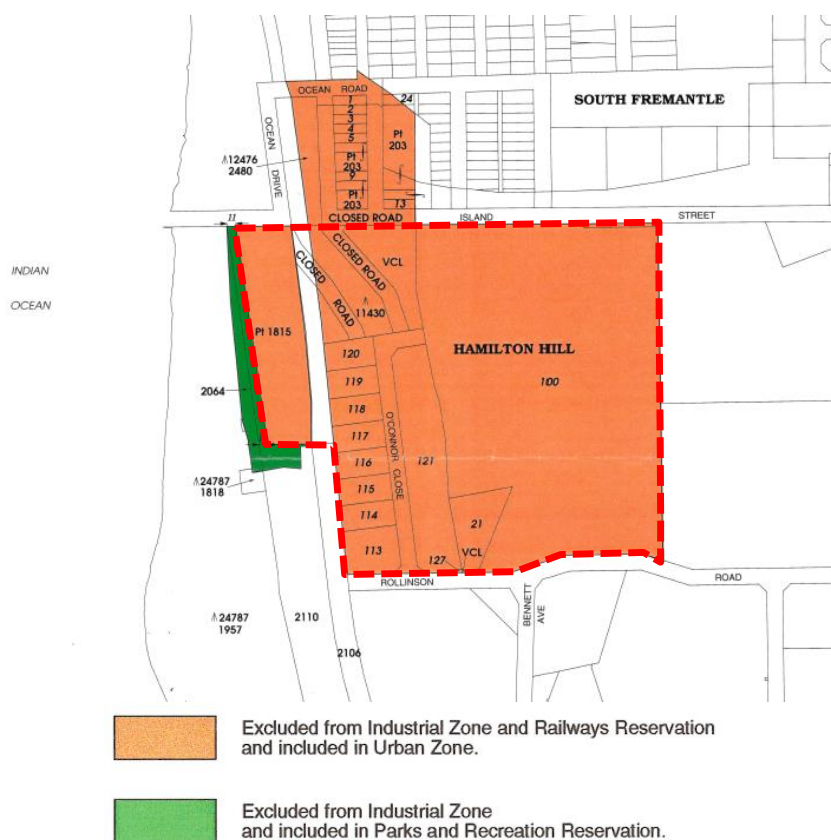 OCEAN ROAD
1
2
3
4
5
Pt
203
9
Pt
203
24
Pt
203
13
SOUTH FREMANTLE
OCEAN DRIVE
12476
2480
11
CLOSED ROAD
ISLAND
STREET
INDIAN
OCEAN
CLOSED ROAD
CLOSED ROAD
VCL
11430
Pt 1815
HAMILTON HILL
100
120
119
118
117
116
115
114
113
O'CONNOR CLOSE
121
2064
24787
1818
21
VCL
127
ROLLINSON
ROAD
BENNETT
AVE
24787
1957
2110
2106
Excluded from Industrial Zone and Railways Reservation
and included in Urban Zone.
Excluded from Industrial Zone
and included in Parks and Recreation Reservation.